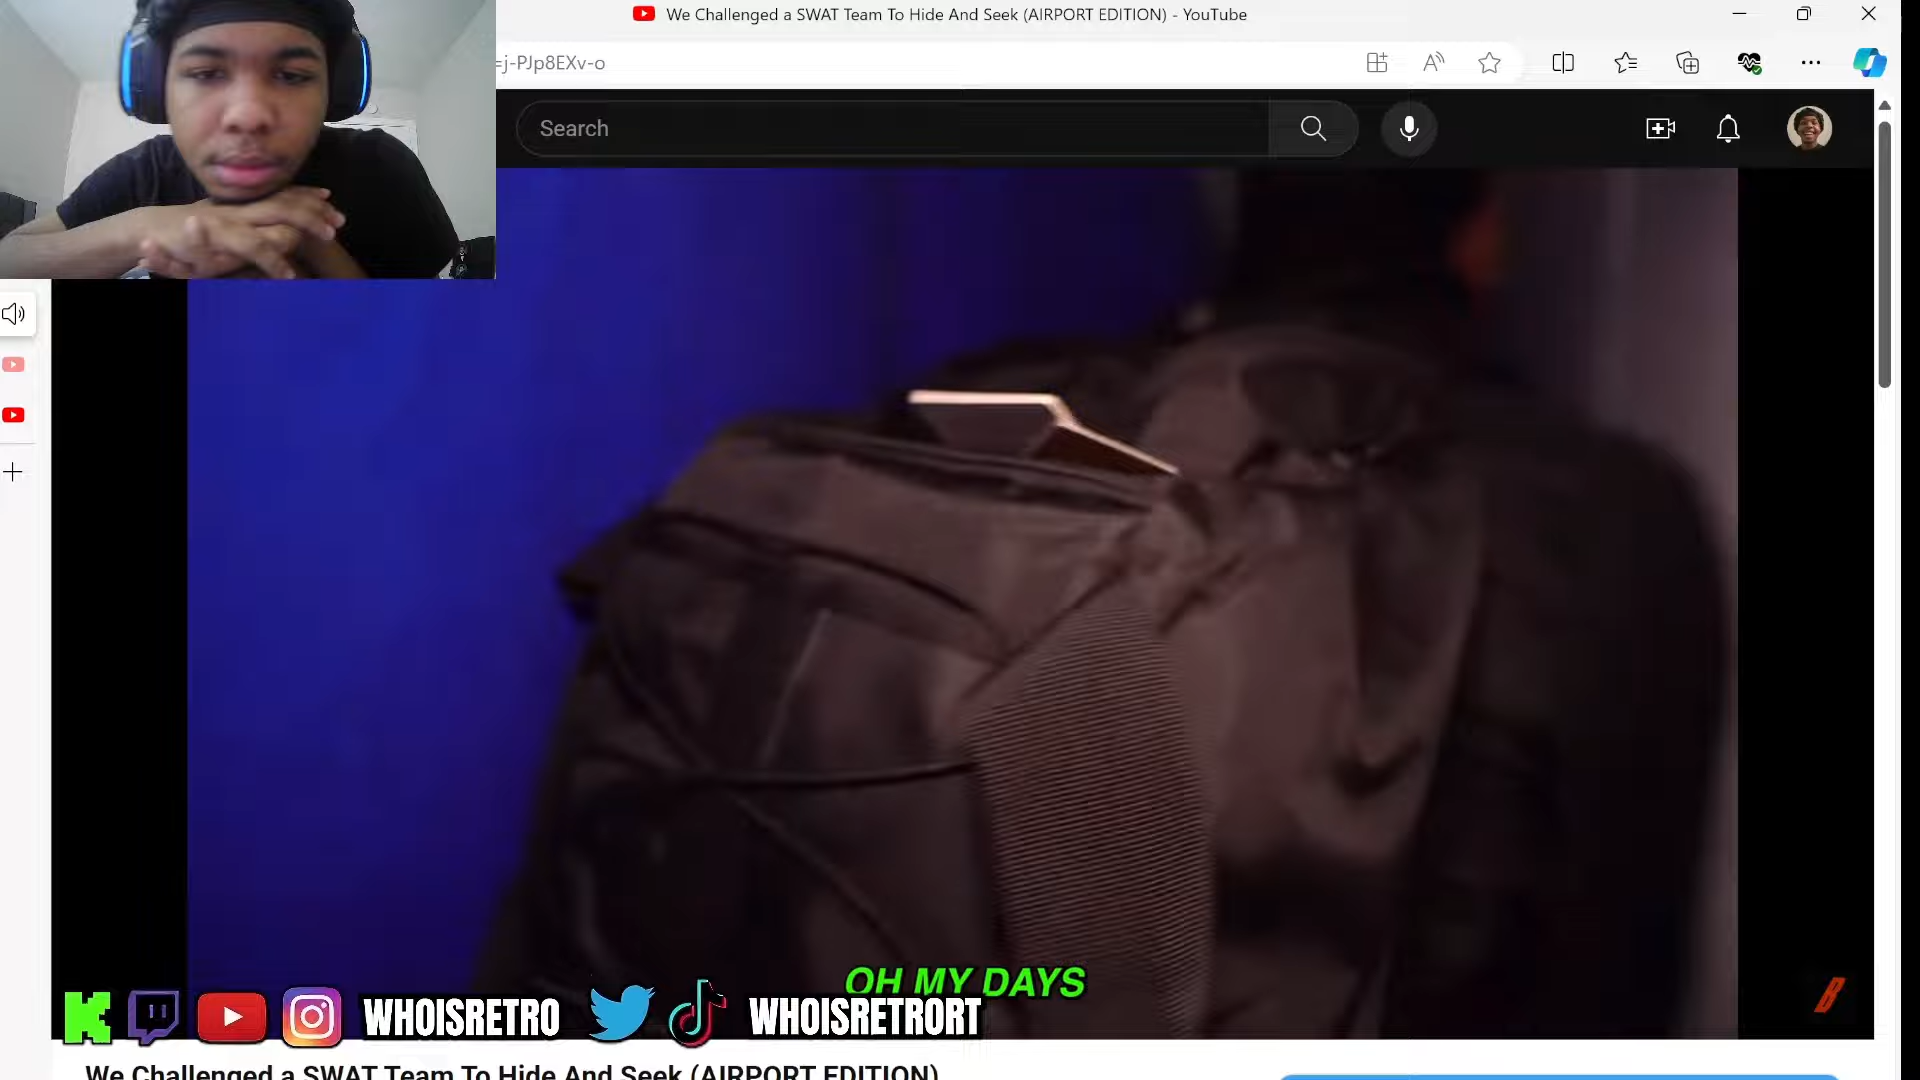 We Challenged a SWAT Team To Hide And Seek (AIRPORT EDITION) - YouTube
=j-PJp8EXv-o
Search
OH MY DAYS
WHOISRETRO
WHOISRETRORT
We Challenged a SWAT Team To Hide And Seek (AIRPORT EDITION)